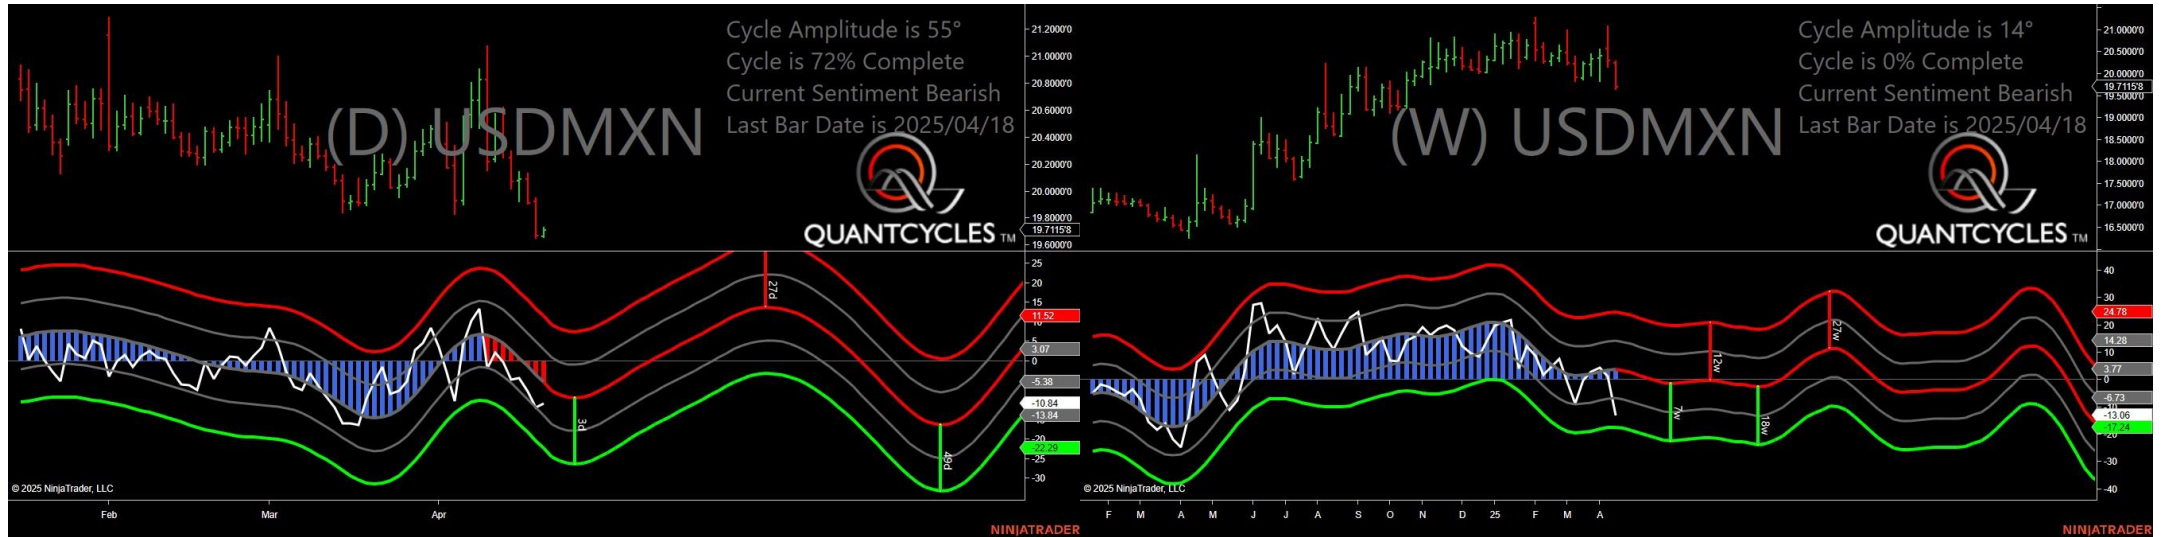 Cycle Amplitude is 55°
Cycle is 72% Complete
Current Sentiment Bearish
Last Bar Date is 2025/04/18
(D) USDMXN
QUANTCYCLES TM
21.2000'0
21.0000'0
20.8000'0
20.6000'0
20.4000'0
20.2000'0
20.0000'0
19.8000'0
19.7115'8
19.6000'0
27d
3d
49d
25
20
15
11.52
10
5
3.07
0
-5.38
-10.84
-13.84
-20
-22.29
-25
-30
© 2025 NinjaTrader, LLC
Feb Mar Apr
NINJATRADER
Cycle Amplitude is 14°
Cycle is 0% Complete
Current Sentiment Bearish
Last Bar Date is 2025/04/18
(W) USDMXN
QUANTCYCLES TM
21.0000'0
20.5000'0
20.0000'0
19.7115'8
19.5000'0
19.0000'0
18.5000'0
18.0000'0
17.5000'0
17.0000'0
16.5000'0
12w
27w
7w
18w
40
30
24.78
20
14.28
10
3.77
0
-6.73
-13.06
-17.24
-20
-30
-40
© 2025 NinjaTrader, LLC
F M A M J J A S O N D 25 F M A
NINJATRADER